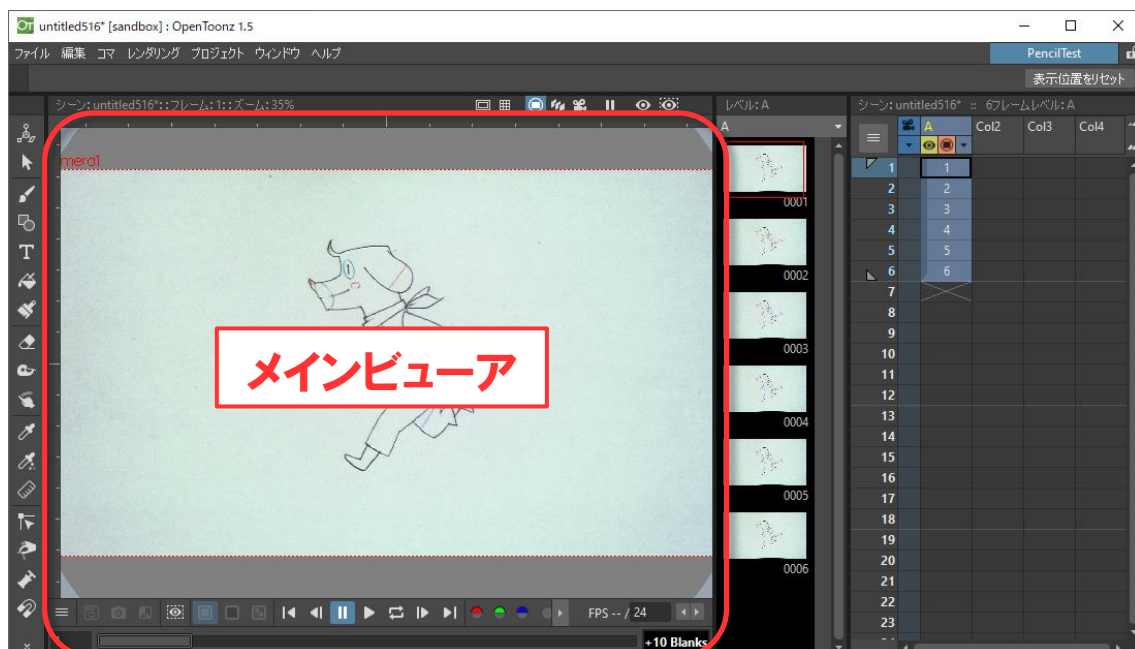 untitled516* [sandbox] : OpenToonz 1.5
ファイル 編集 コマ レンダリング プロジェクト ウィンドウ ヘルプ
PencilTest
表示位置をリセット
シーン: untitled516*::フレーム:1::ズーム:35%
レベル: A
シーン: untitled516* :: 6フレームレベル: A
A
A Col2 Col3 Col4
mera1
メインビューア
0001
0002
0003
0004
0005
0006
1 1
2 2
3 3
4 4
5 5
6 6
7
8
9
10
11
12
13
14
15
16
17
18
19
20
21
22
23
FPS -- / 24
+10 Blanks